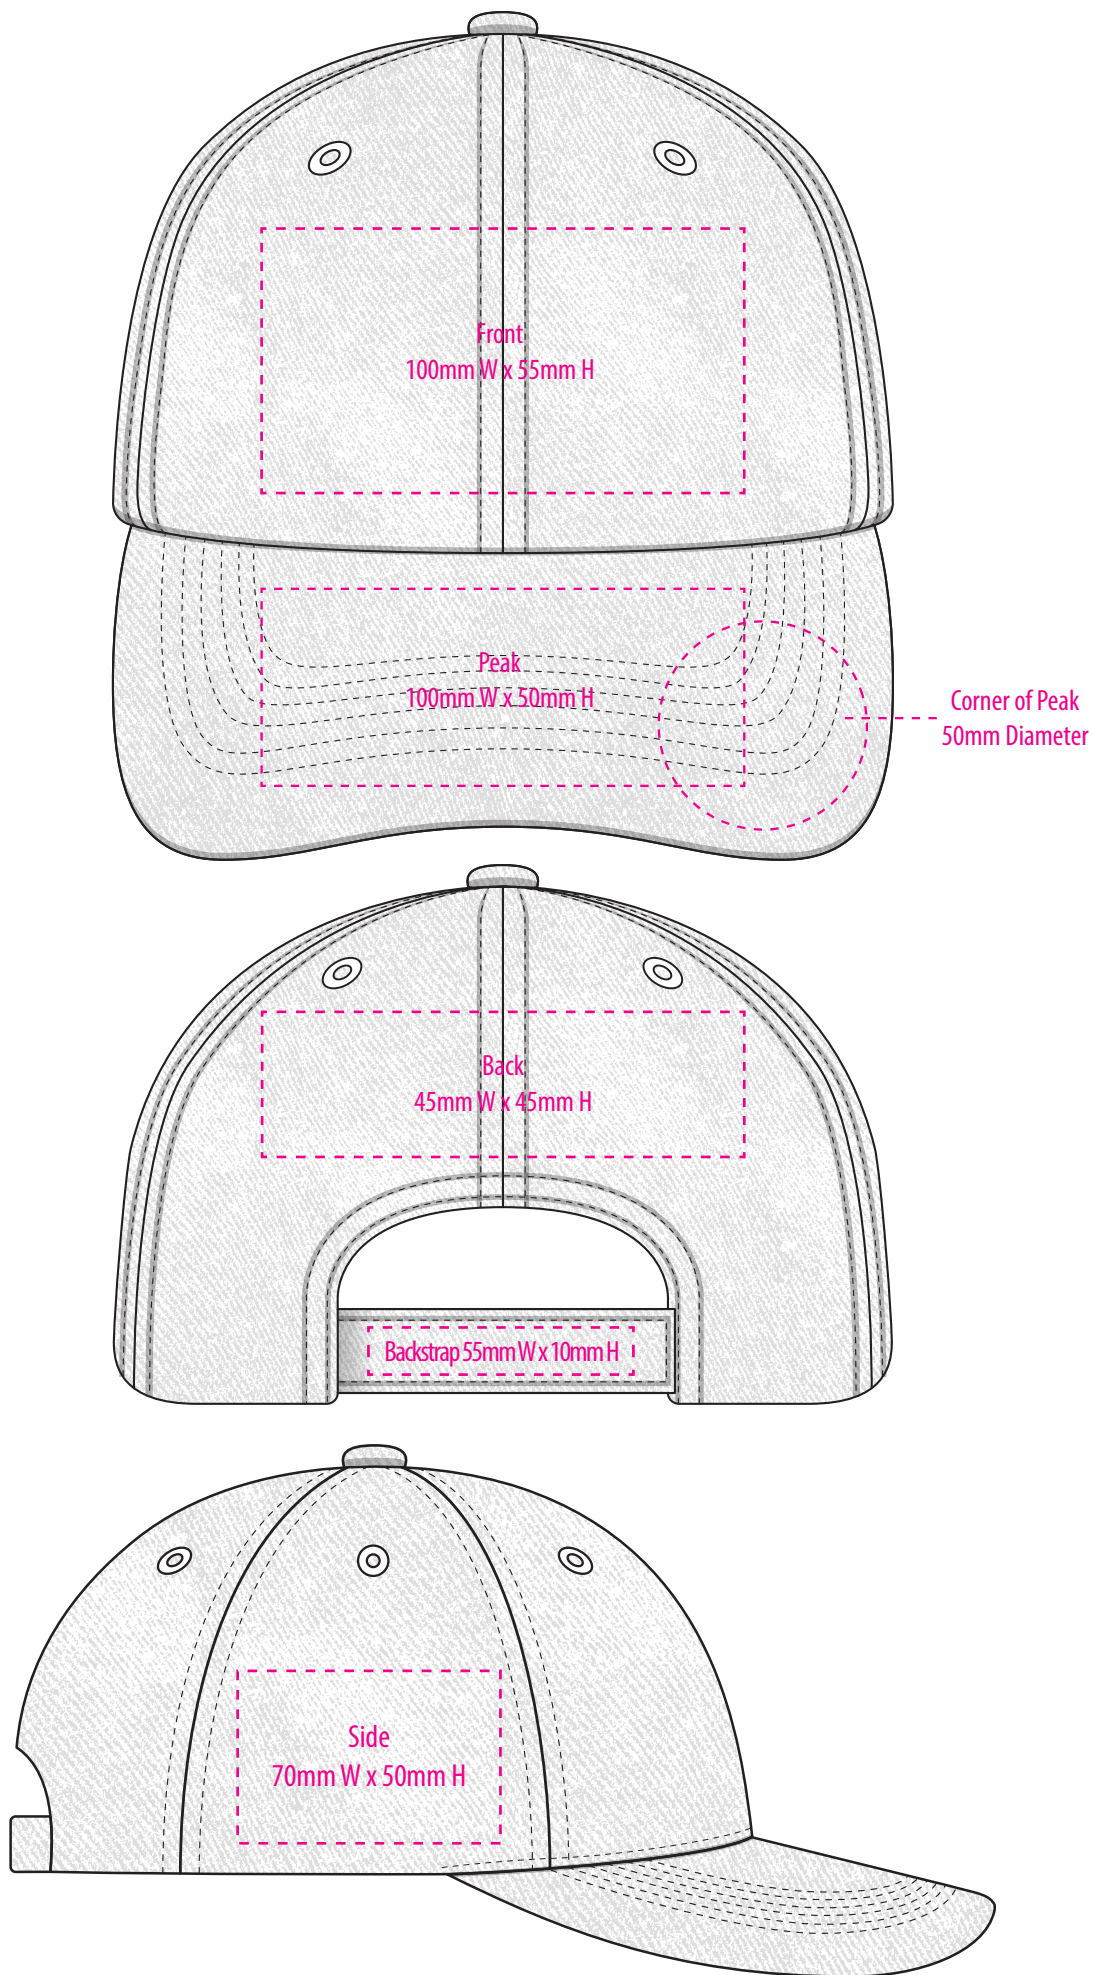 Front
100mm W x 55mm H
Peak
100mm W x 50mm H
Corner of Peak
50mm Diameter
Back
45mm W x 45mm H
Backstrap 55mm W x 10mm H
Side
70mm W x 50mm H